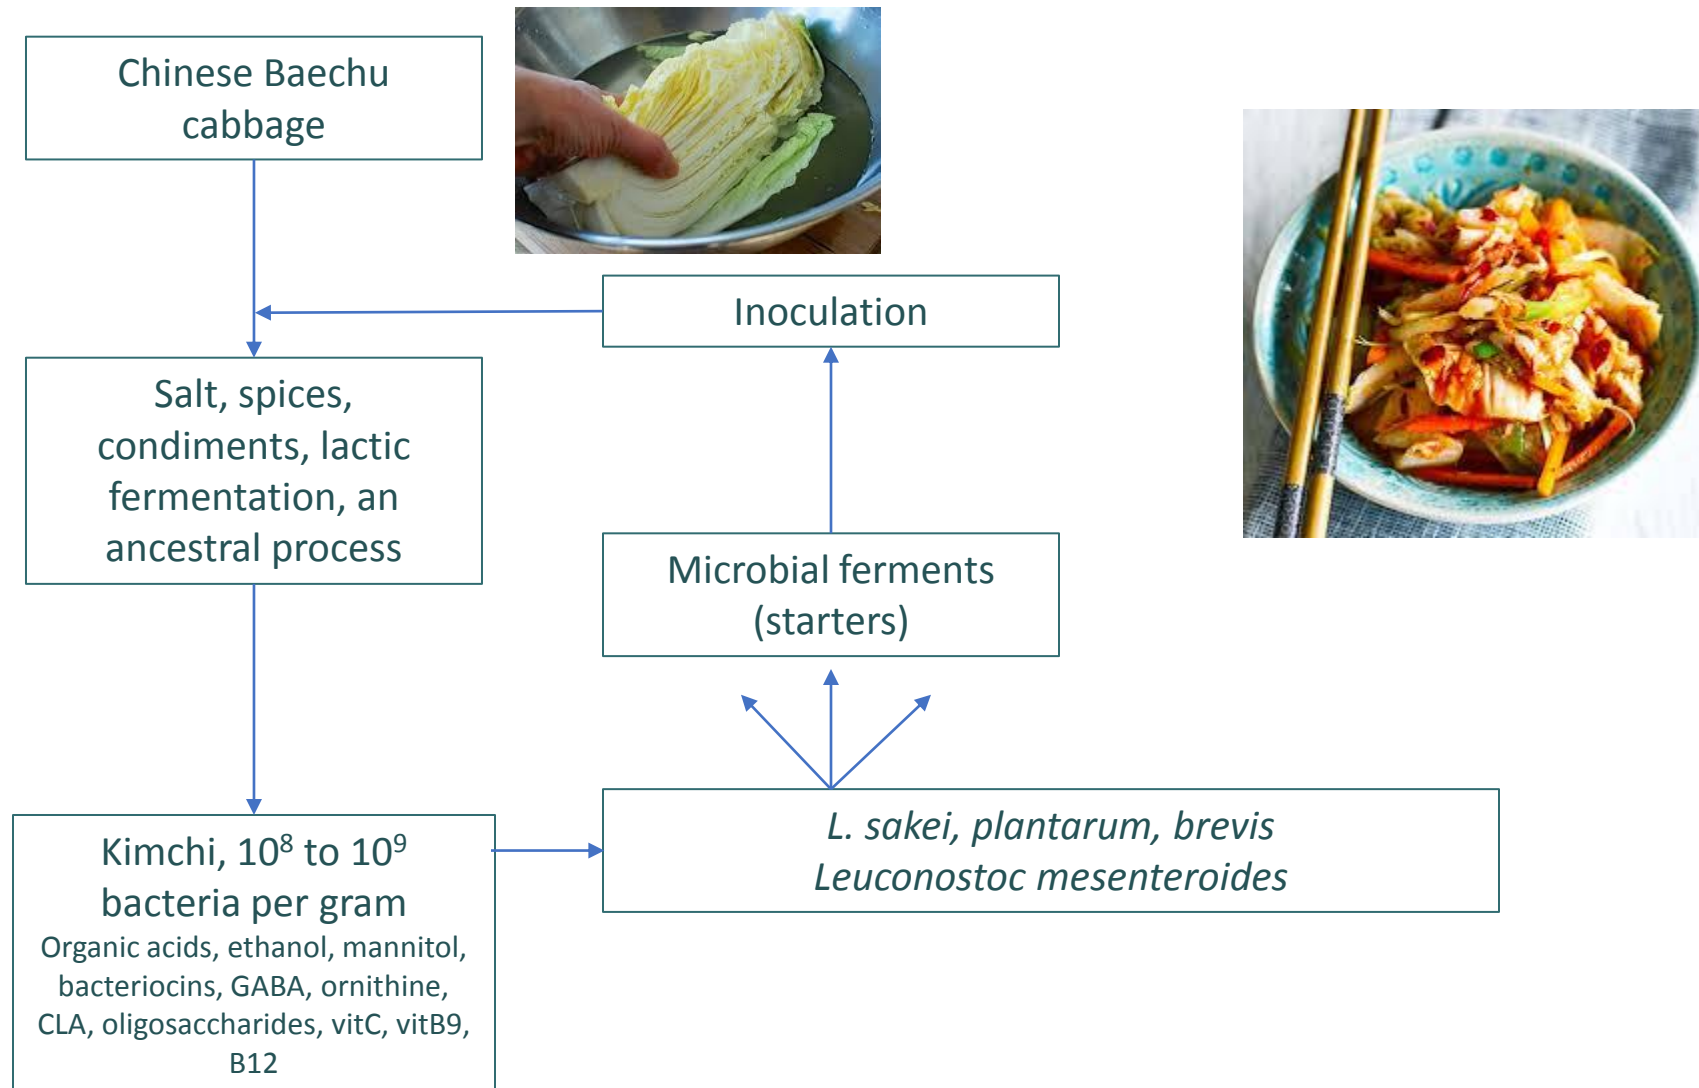 Chinese Baechu
cabbage
Inoculation
Salt, spices,
condiments, lactic
fermentation, an
ancestral process
Microbial ferments
(starters)
Kimchi, 10⁸ to 10⁹
bacteria per gram
Organic acids, ethanol, mannitol,
bacteriocins, GABA, ornithine,
CLA, oligosaccharides, vitC, vitB9,
B12
L. sakei, plantarum, brevis
Leuconostoc mesenteroides